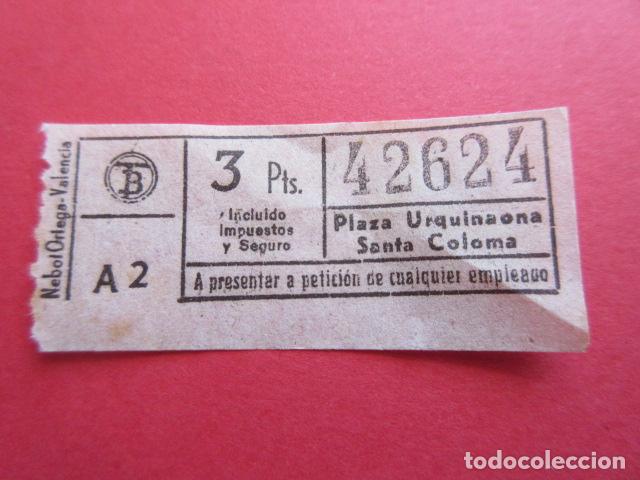 Nebot Ortega-Valencia
TB
A 2
3 Pts.
Incluido
Impuestos
y Seguro
42624
Plaza Urquinaona
Santa Coloma
A presentar a petición de cualquier empleado
todocoleccion